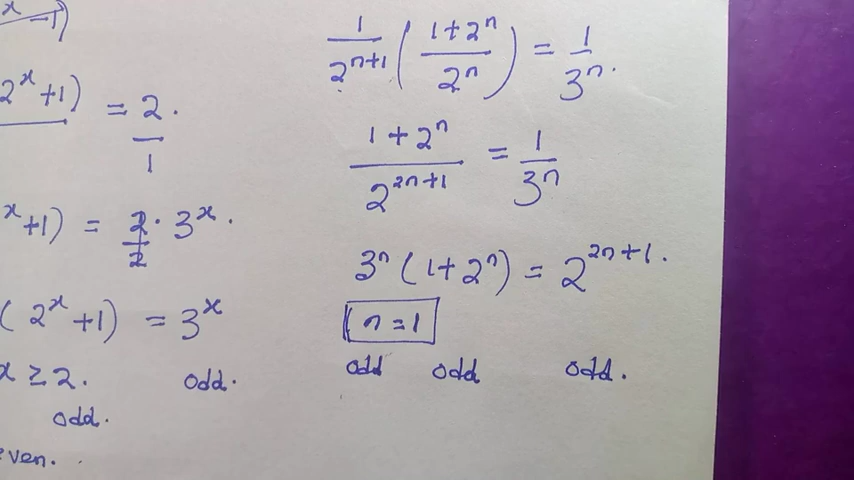 x -1)
2^x +1) / = 2/1 .
x +1) = 2/2 · 3^x .
( 2^x +1) = 3^x
x ≥ 2. odd.
odd.
even.
1/2^{n+1} ( (1+2^n)/2^n ) = 1/3^n .
(1+2^n)/2^{2n+1} = 1/3^n
3^n (1+2^n) = 2^{2n+1} .
(n = 1
odd odd odd.